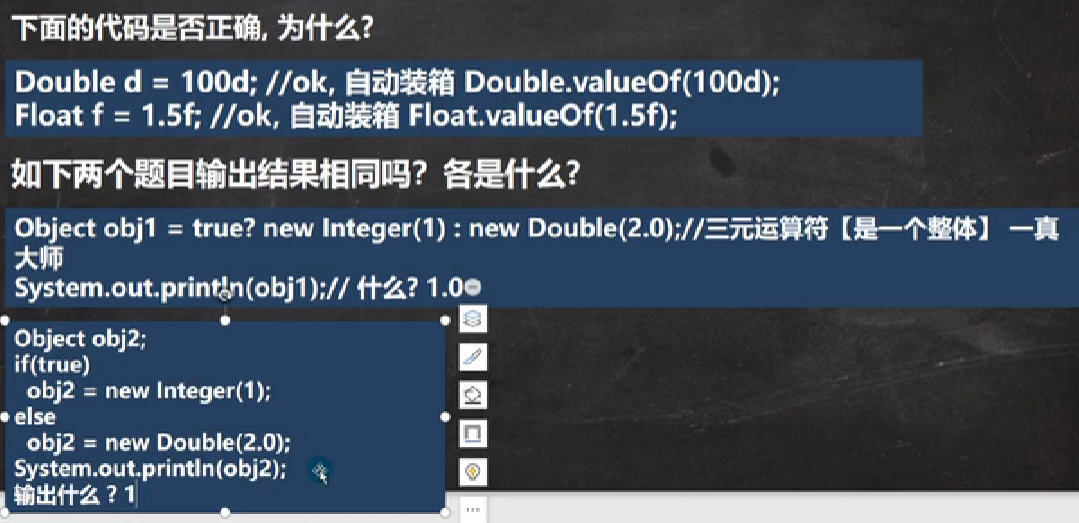 下面的代码是否正确, 为什么?
Double d = 100d; //ok, 自动装箱 Double.valueOf(100d);
Float f = 1.5f; //ok, 自动装箱 Float.valueOf(1.5f);
如下两个题目输出结果相同吗？各是什么?
Object obj1 = true? new Integer(1) : new Double(2.0);//三元运算符【是一个整体】 一真
大师
System.out.println(obj1);// 什么? 1.0
Object obj2;
if(true)
obj2 = new Integer(1);
else
obj2 = new Double(2.0);
System.out.println(obj2);
输出什么 ? 1